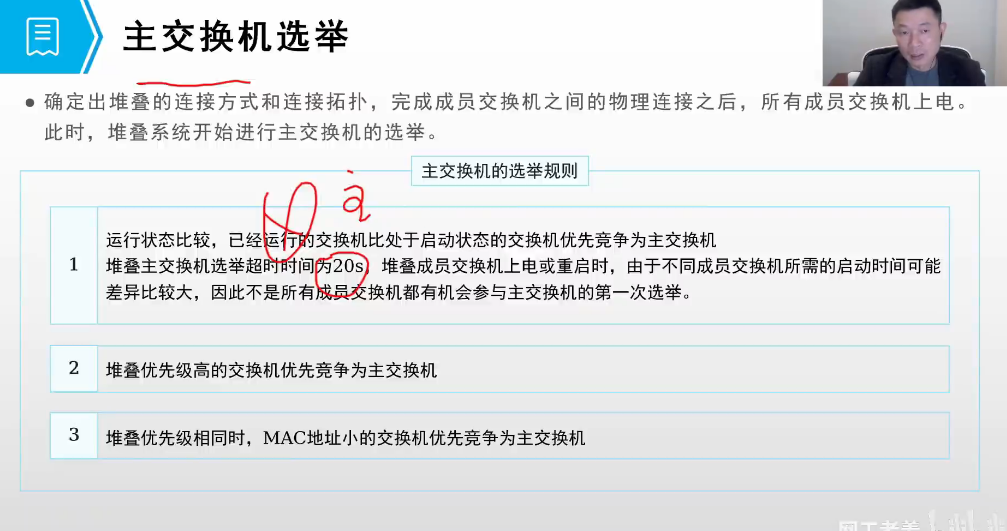 主交换机选举
● 确定出堆叠的连接方式和连接拓扑，完成成员交换机之间的物理连接之后，所有成员交换机上电。
此时，堆叠系统开始进行主交换机的选举。
主交换机的选举规则
1
运行状态比较，已经运行的交换机比处于启动状态的交换机优先竞争为主交换机
堆叠主交换机选举超时时间为20s，堆叠成员交换机上电或重启时，由于不同成员交换机所需的启动时间可能
差异比较大，因此不是所有成员交换机都有机会参与主交换机的第一次选举。
2 堆叠优先级高的交换机优先竞争为主交换机
3 堆叠优先级相同时，MAC地址小的交换机优先竞争为主交换机